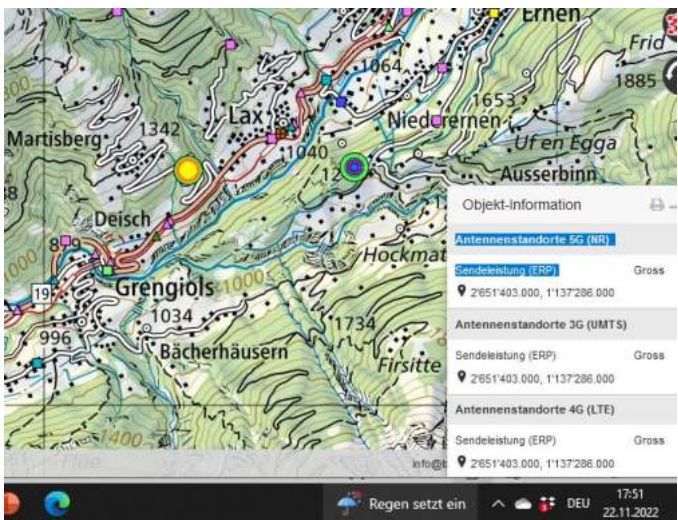 Ernen
Frid
1064
1885
1653
Lax
1342
Niederernen
Martisberg
Uf en Egga
1040
12
Ausserbinn
Objekt-Information
Deisch
Antennenstandorte 5G (NR)
Hockmat
Sendeleistung (ERP) Gross
1000
2'651'403.000, 1'137'286.000
19
Grengiols
1034
Antennenstandorte 3G (UMTS)
1734
996
Bächerhäusern
Sendeleistung (ERP) Gross
Firsitte
2'651'403.000, 1'137'286.000
Antennenstandorte 4G (LTE)
1400
Sendeleistung (ERP) Gross
info@b
2'651'403.000, 1'137'286.000
Regen setzt ein
DEU
17:51
22.11.2022